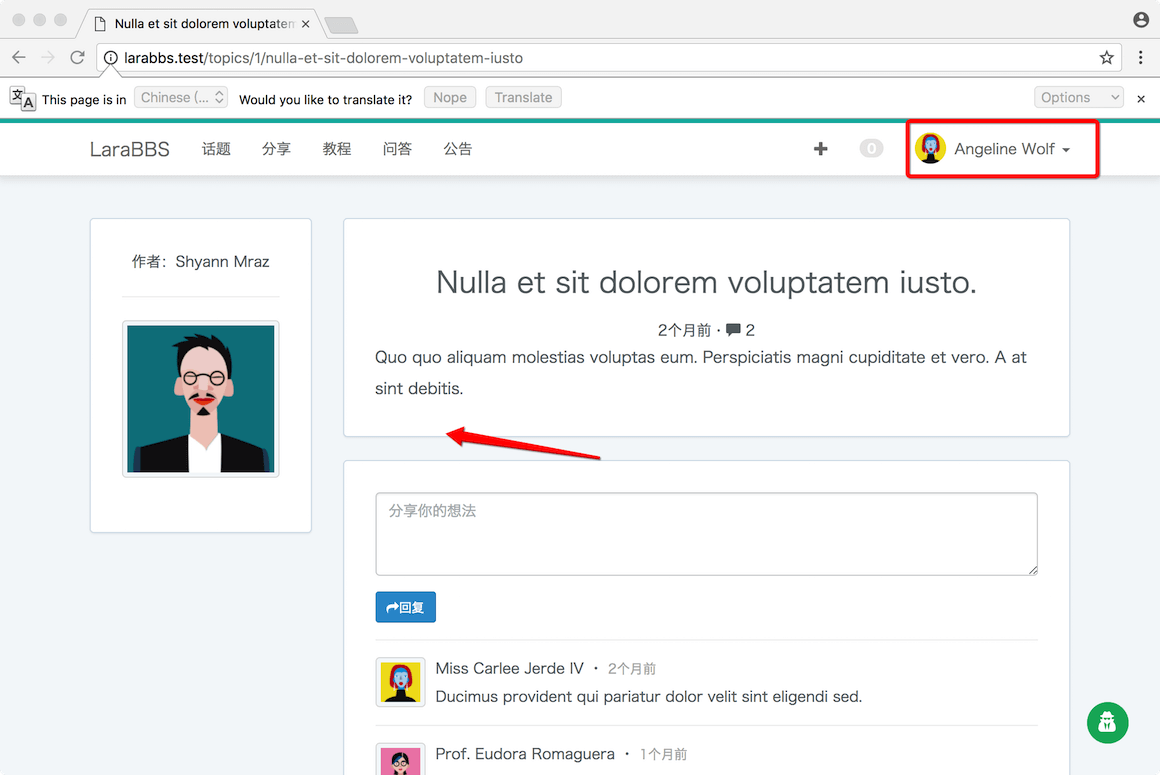 Nulla et sit dolorem voluptatem
larabbs.test/topics/1/nulla-et-sit-dolorem-voluptatem-iusto
This page is in Chinese (... Would you like to translate it? Nope Translate Options
LaraBBS 话题 分享 教程 问答 公告 0 Angeline Wolf
作者：Shyann Mraz
Nulla et sit dolorem voluptatem iusto.
2个月前 · 2
Quo quo aliquam molestias voluptas eum. Perspiciatis magni cupiditate et vero. A at
sint debitis.
分享你的想法
回复
Miss Carlee Jerde IV · 2个月前
Ducimus provident qui pariatur dolor velit sint eligendi sed.
Prof. Eudora Romaguera · 1个月前